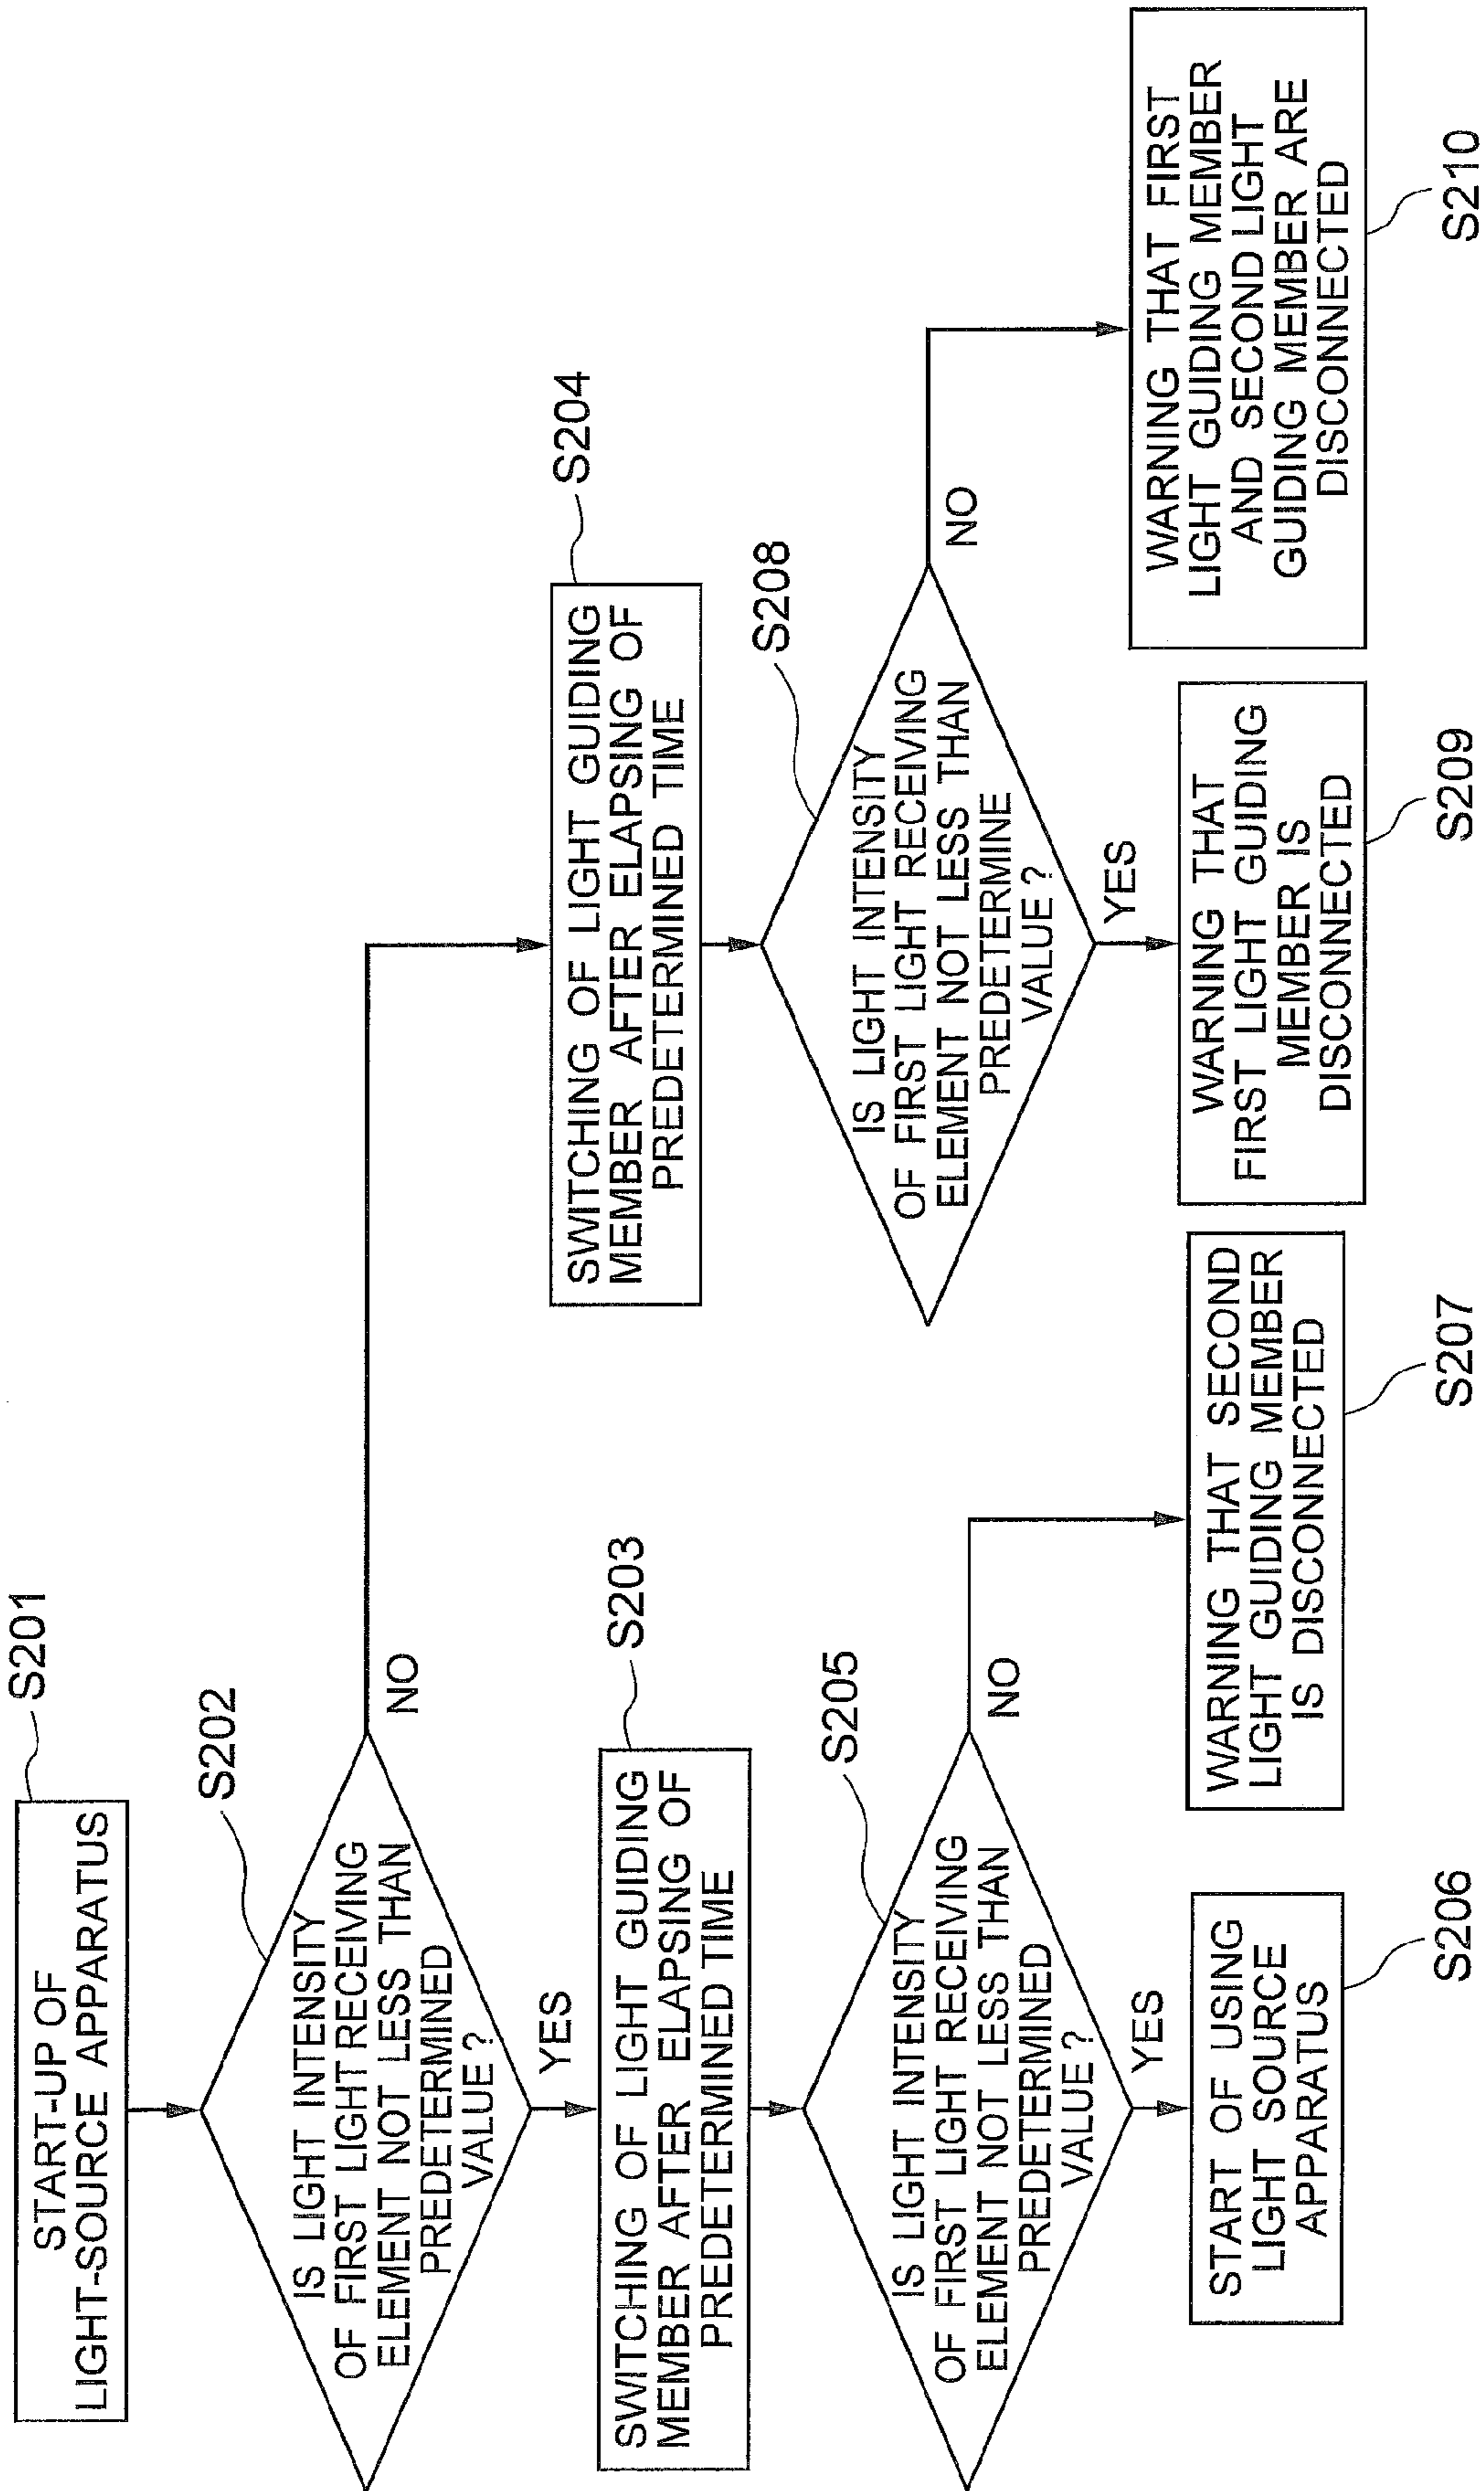 START-UP OF
LIGHT-SOURCE APPARATUS
S201
IS LIGHT INTENSITY
OF FIRST LIGHT RECEIVING
ELEMENT NOT LESS THAN
PREDETERMINED
VALUE ?
S202
NO
YES
SWITCHING OF LIGHT GUIDING
MEMBER AFTER ELAPSING OF
PREDETERMINED TIME
S203
SWITCHING OF LIGHT GUIDING
MEMBER AFTER ELAPSING OF
PREDETERMINED TIME
S204
IS LIGHT INTENSITY
OF FIRST LIGHT RECEIVING
ELEMENT NOT LESS THAN
PREDETERMINED
VALUE ?
S205
NO
YES
START OF USING
LIGHT SOURCE
APPARATUS
S206
WARNING THAT SECOND
LIGHT GUIDING MEMBER
IS DISCONNECTED
S207
IS LIGHT INTENSITY
OF FIRST LIGHT RECEIVING
ELEMENT NOT LESS THAN
PREDETERMINE
VALUE ?
S208
NO
YES
WARNING THAT
FIRST LIGHT GUIDING
MEMBER IS
DISCONNECTED
S209
WARNING THAT FIRST
LIGHT GUIDING MEMBER
AND SECOND LIGHT
GUIDING MEMBER ARE
DISCONNECTED
S210